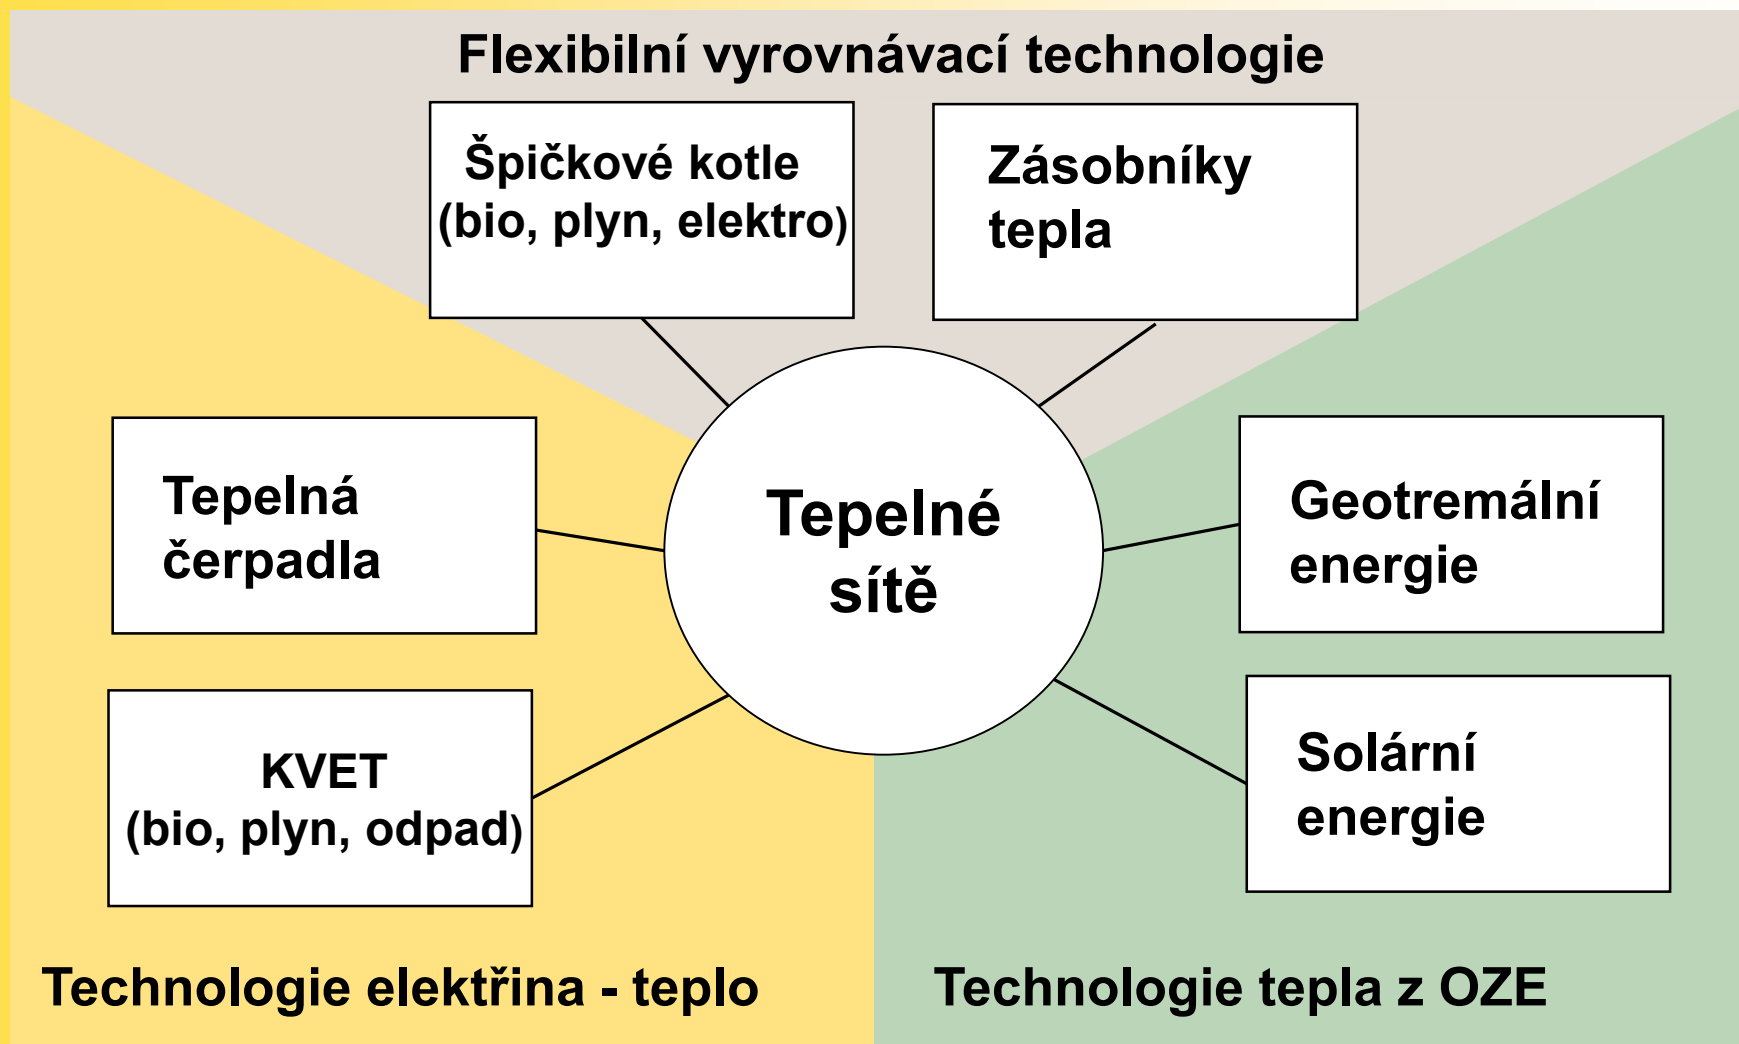 Flexibilní vyrovnávací technologie
Špičkové kotle
(bio, plyn, elektro)
Zásobníky
tepla
Tepelná
čerpadla
Tepelné
sítě
Geotremální
energie
KVET
(bio, plyn, odpad)
Solární
energie
Technologie elektřina - teplo
Technologie tepla z OZE